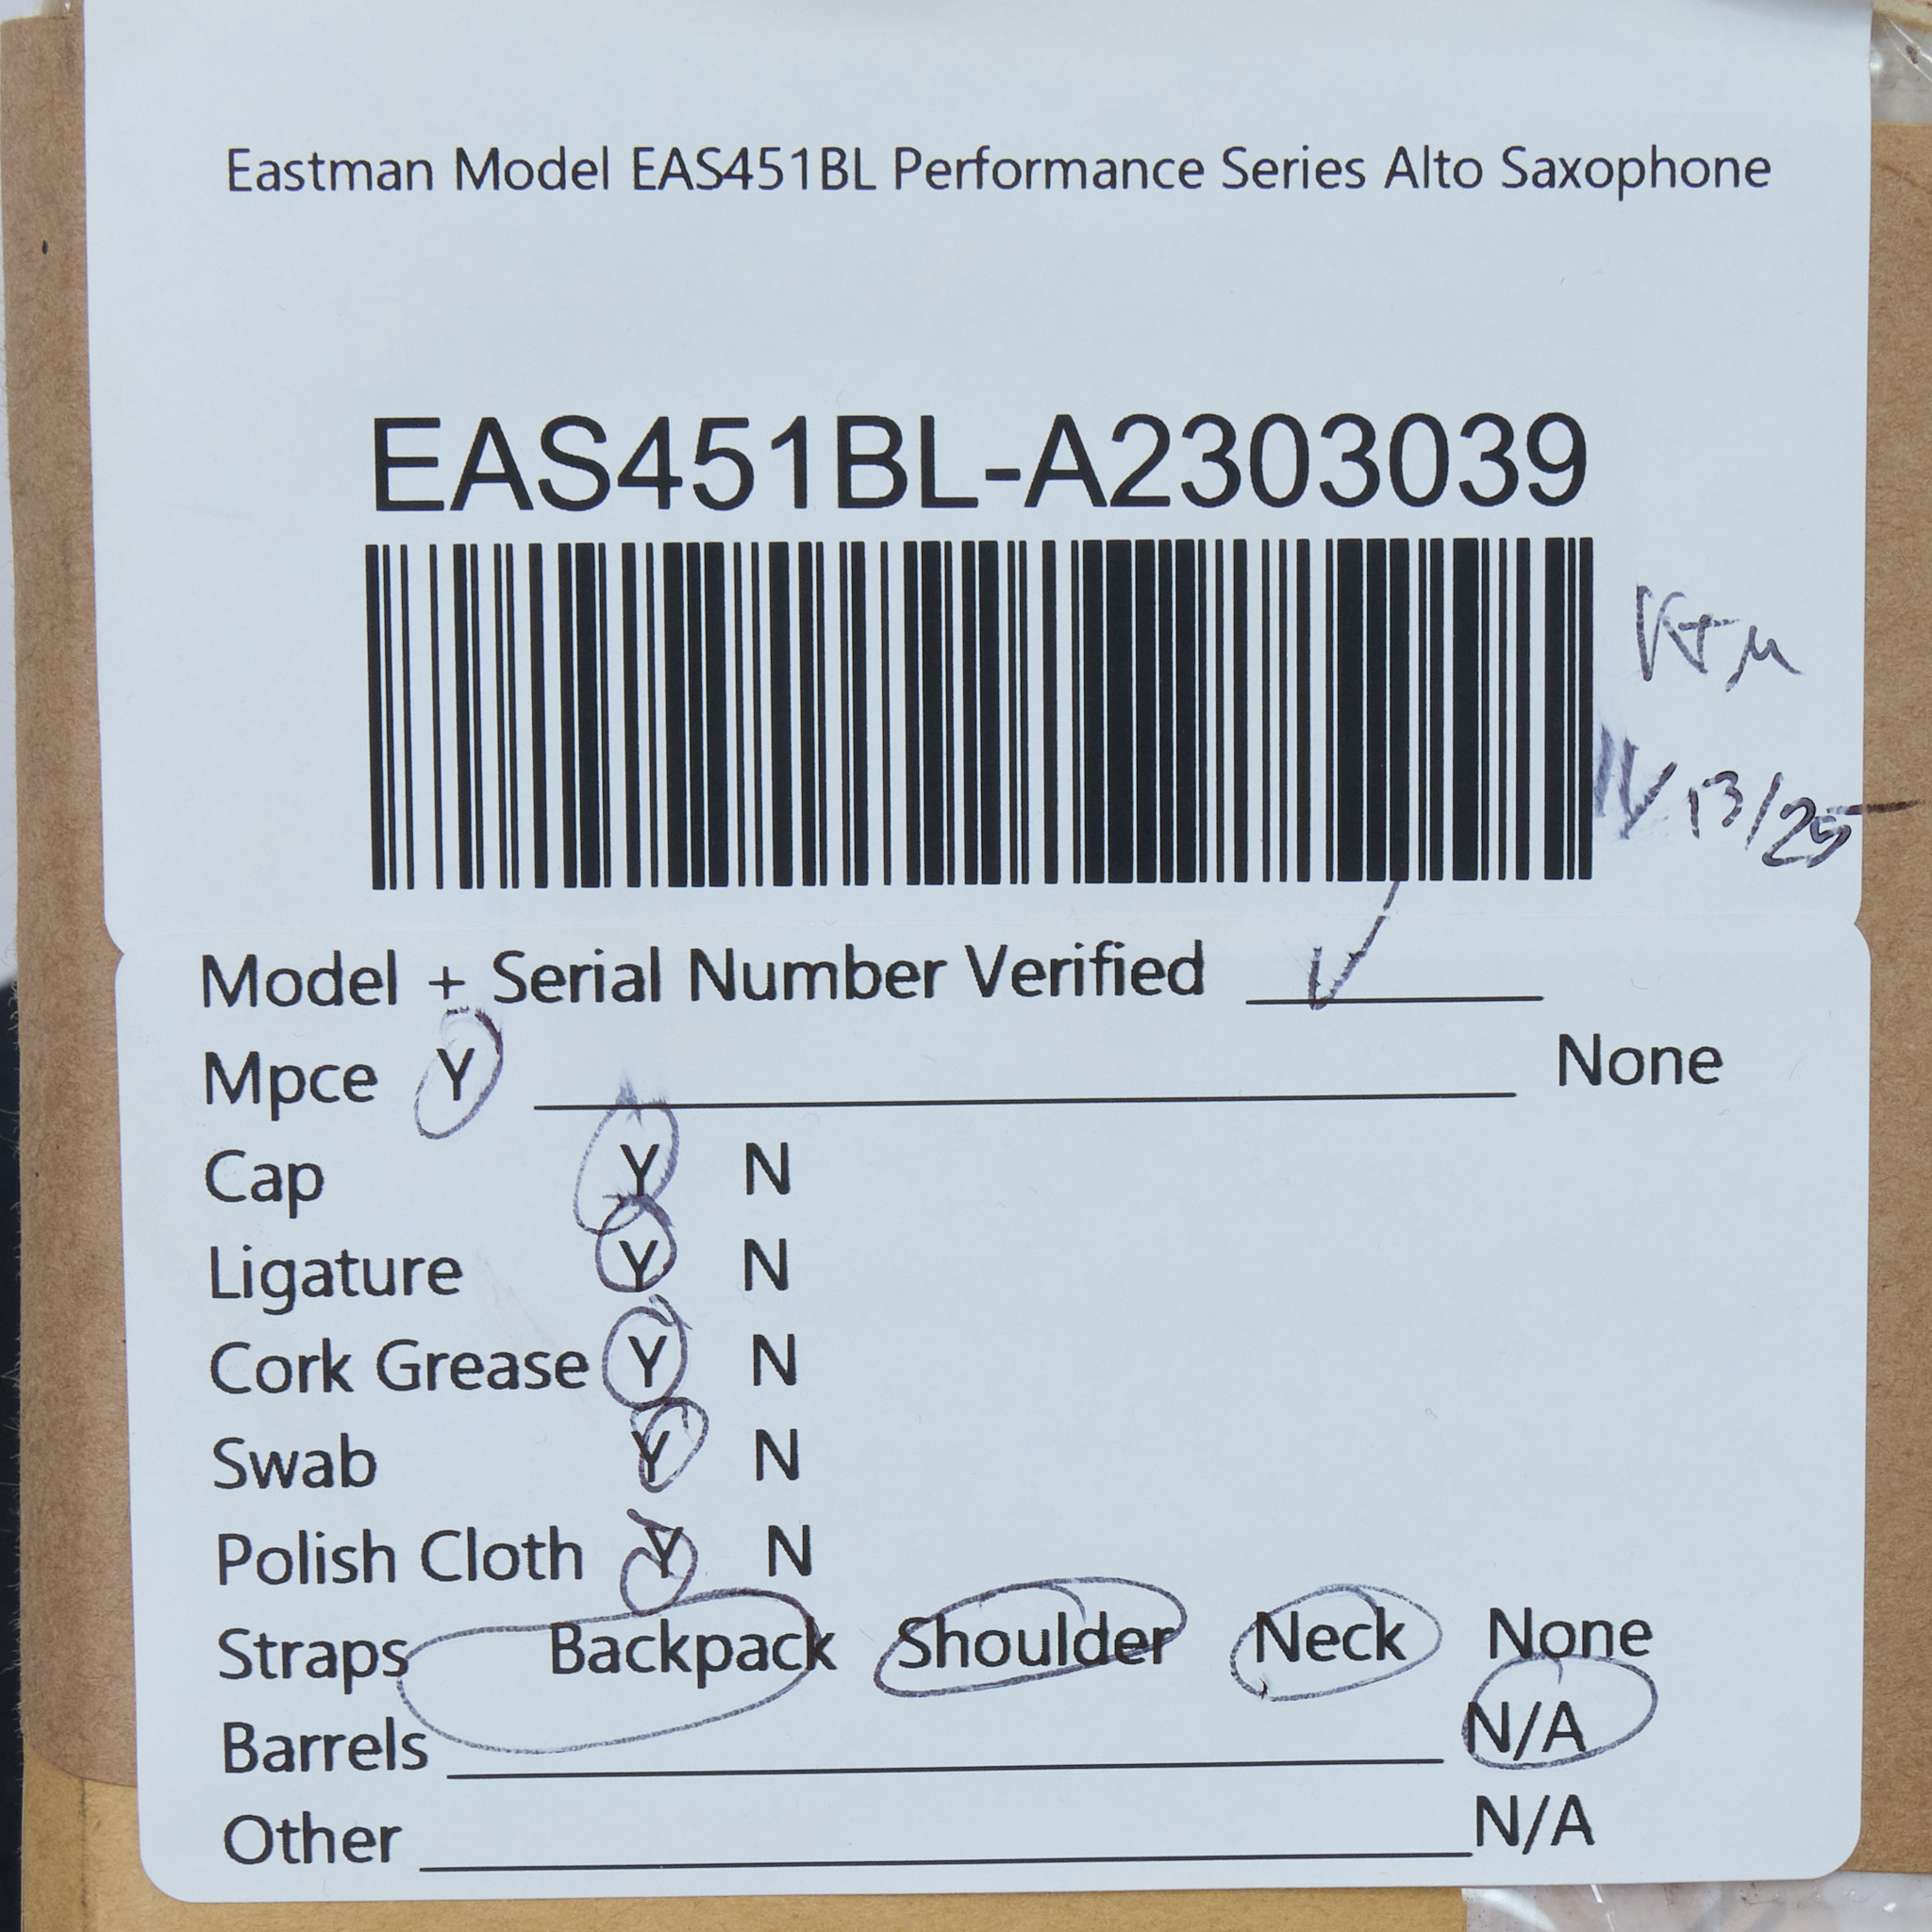 Eastman Model EAS451BL Performance Series Alto Saxophone
EAS451BL-A2303039
13/25
Model + Serial Number Verified
Mpce Y None
Cap Y N
Ligature Y N
Cork Grease Y N
Swab Y N
Polish Cloth Y N
Straps Backpack Shoulder Neck None
Barrels N/A
Other N/A